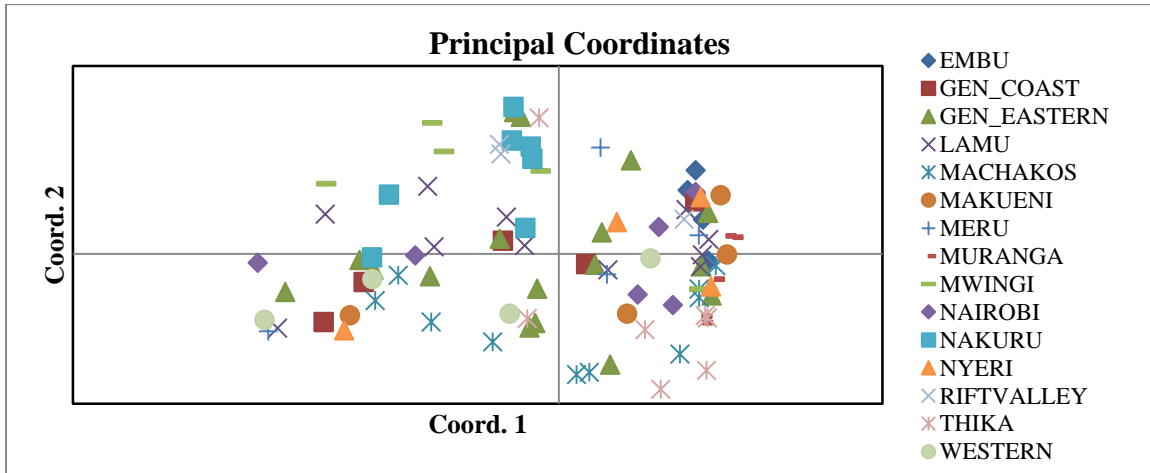 Principal Coordinates
Coord. 2
Coord. 1
EMBU
GEN_COAST
GEN_EASTERN
LAMU
MACHAKOS
MAKUENI
MERU
MURANGA
MWINGI
NAIROBI
NAKURU
NYERI
RIFTVALLEY
THIKA
WESTERN